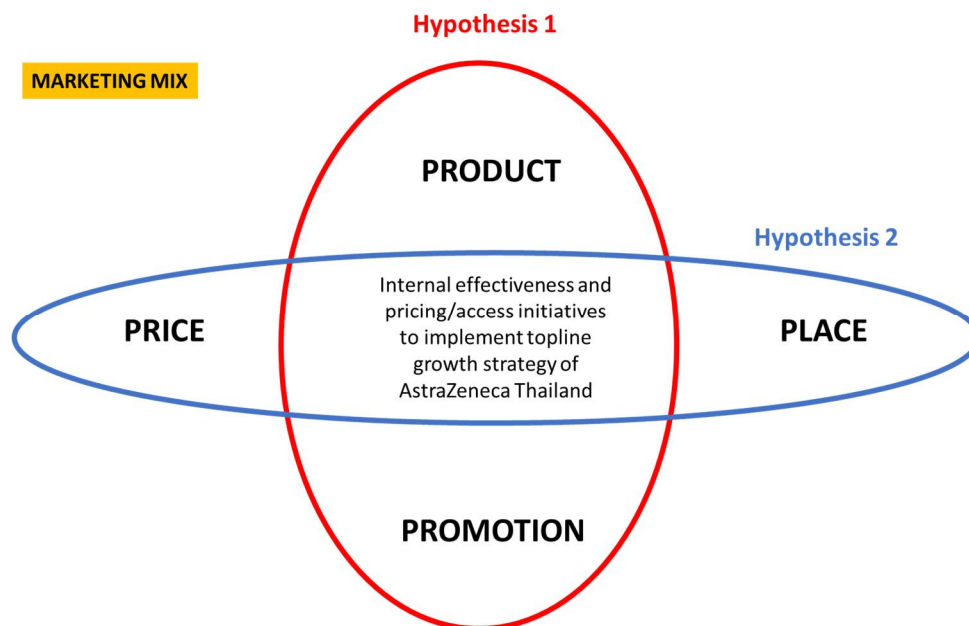 Hypothesis 1
MARKETING MIX
PRODUCT
Hypothesis 2
Internal effectiveness and
pricing/access initiatives
to implement topline
growth strategy of
AstraZeneca Thailand
PRICE
PLACE
PROMOTION